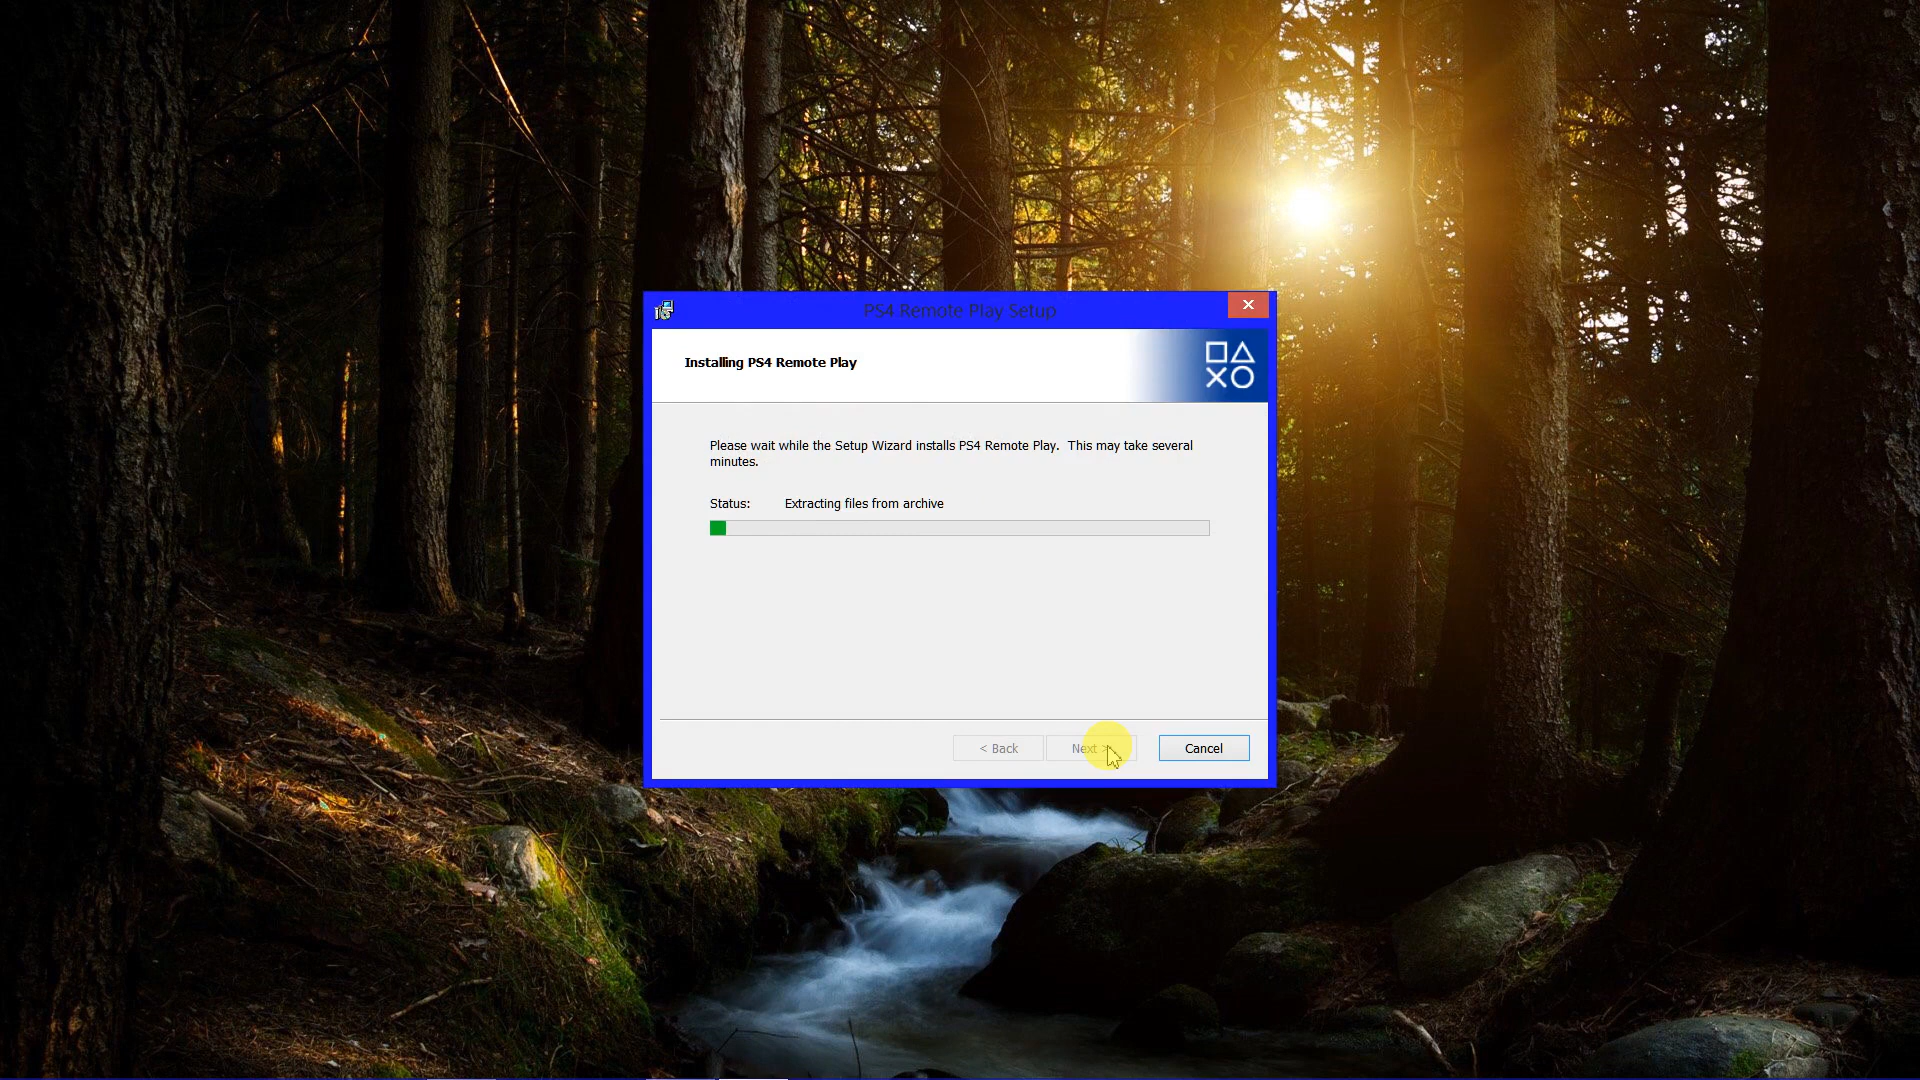 PS4 Remote Play Setup
Installing PS4 Remote Play
Please wait while the Setup Wizard installs PS4 Remote Play. This may take several
minutes.
Status: Extracting files from archive
< Back Next > Cancel